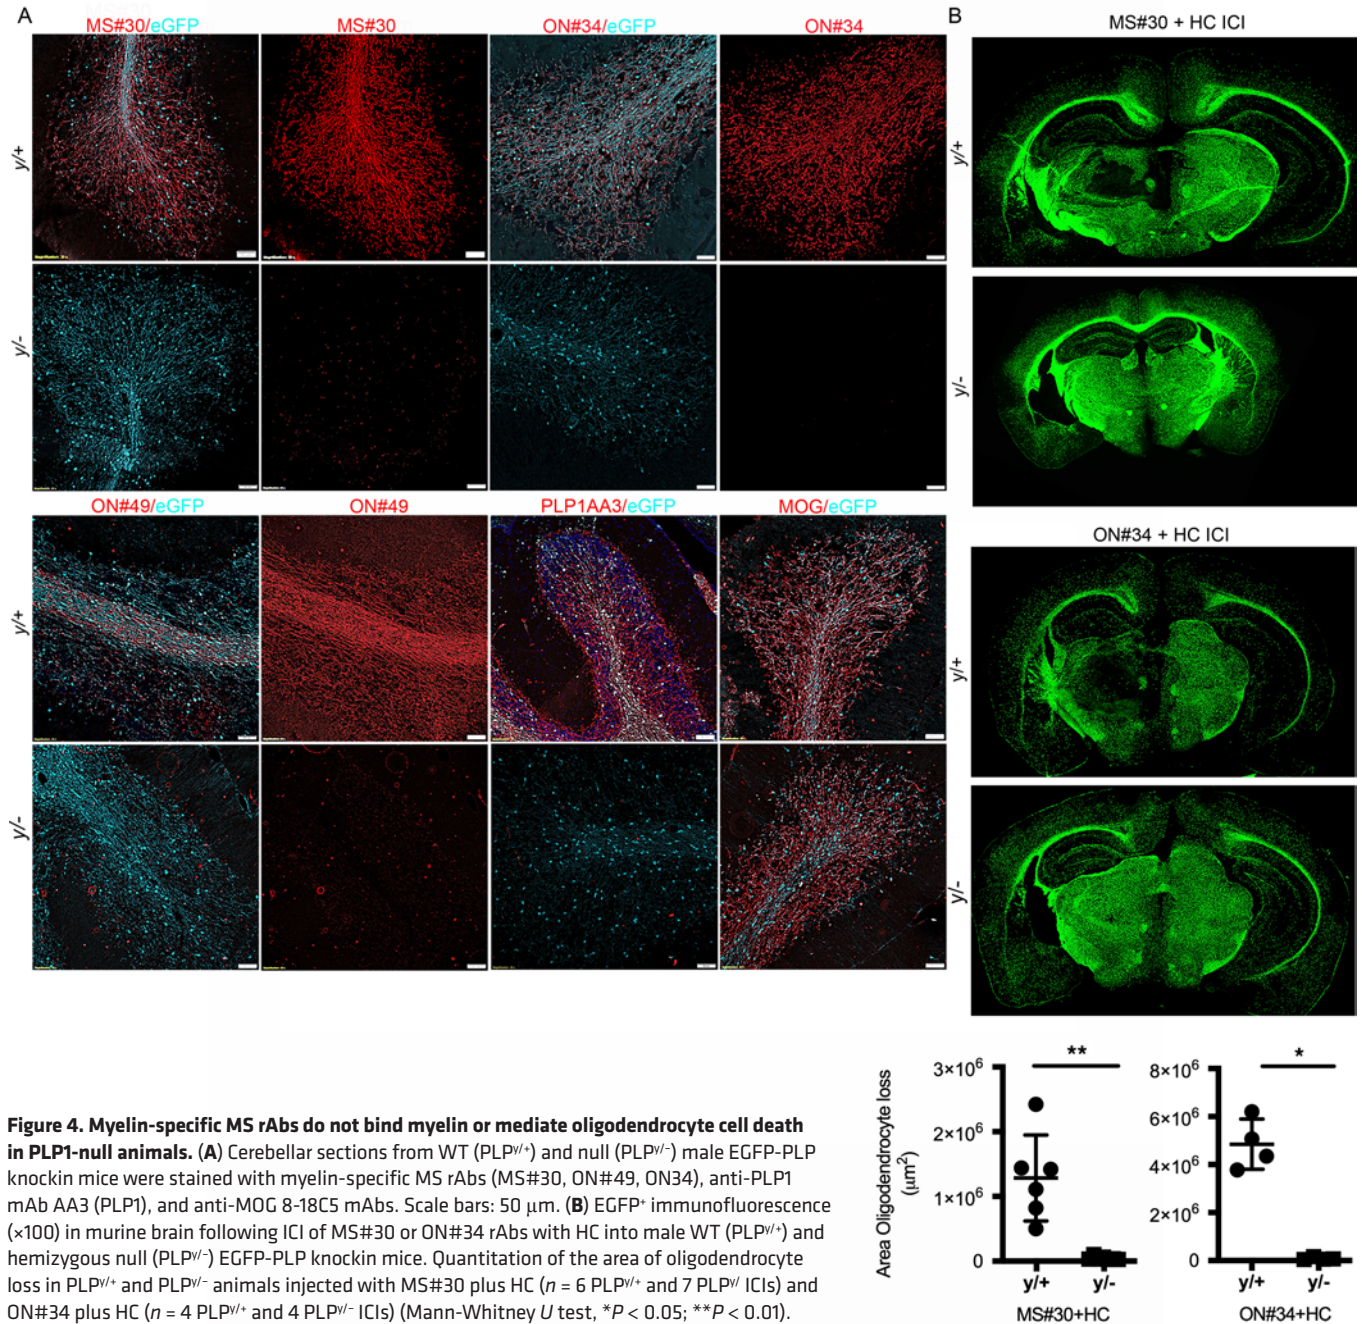 A
B
MS#30/eGFP MS#30 ON#34/eGFP ON#34
MS#30 + HC ICI
y/+
y/-
y/+
y/-
ON#49/eGFP ON#49 PLP1AA3/eGFP MOG/eGFP
ON#34 + HC ICI
y/+
y/-
y/+
y/-
Figure 4. Myelin-specific MS rAbs do not bind myelin or mediate oligodendrocyte cell death
in PLP1-null animals. (A) Cerebellar sections from WT (PLPy/+) and null (PLPy/–) male EGFP-PLP
knockin mice were stained with myelin-specific MS rAbs (MS#30, ON#49, ON34), anti-PLP1
mAb AA3 (PLP1), and anti-MOG 8-18C5 mAbs. Scale bars: 50 μm. (B) EGFP+ immunofluorescence
(×100) in murine brain following ICI of MS#30 or ON#34 rAbs with HC into male WT (PLPy/+) and
hemizygous null (PLPy/–) EGFP-PLP knockin mice. Quantitation of the area of oligodendrocyte
loss in PLPy/+ and PLPy/– animals injected with MS#30 plus HC (n = 6 PLPy/+ and 7 PLPy/ ICIs) and
ON#34 plus HC (n = 4 PLPy/+ and 4 PLPy/– ICIs) (Mann-Whitney U test, *P < 0.05; **P < 0.01).
Area Oligodendrocyte loss
(μm2)
3×106
2×106
1×106
0
**
y/+ y/-
MS#30+HC
8×106
6×106
4×106
2×106
0
*
y/+ y/-
ON#34+HC